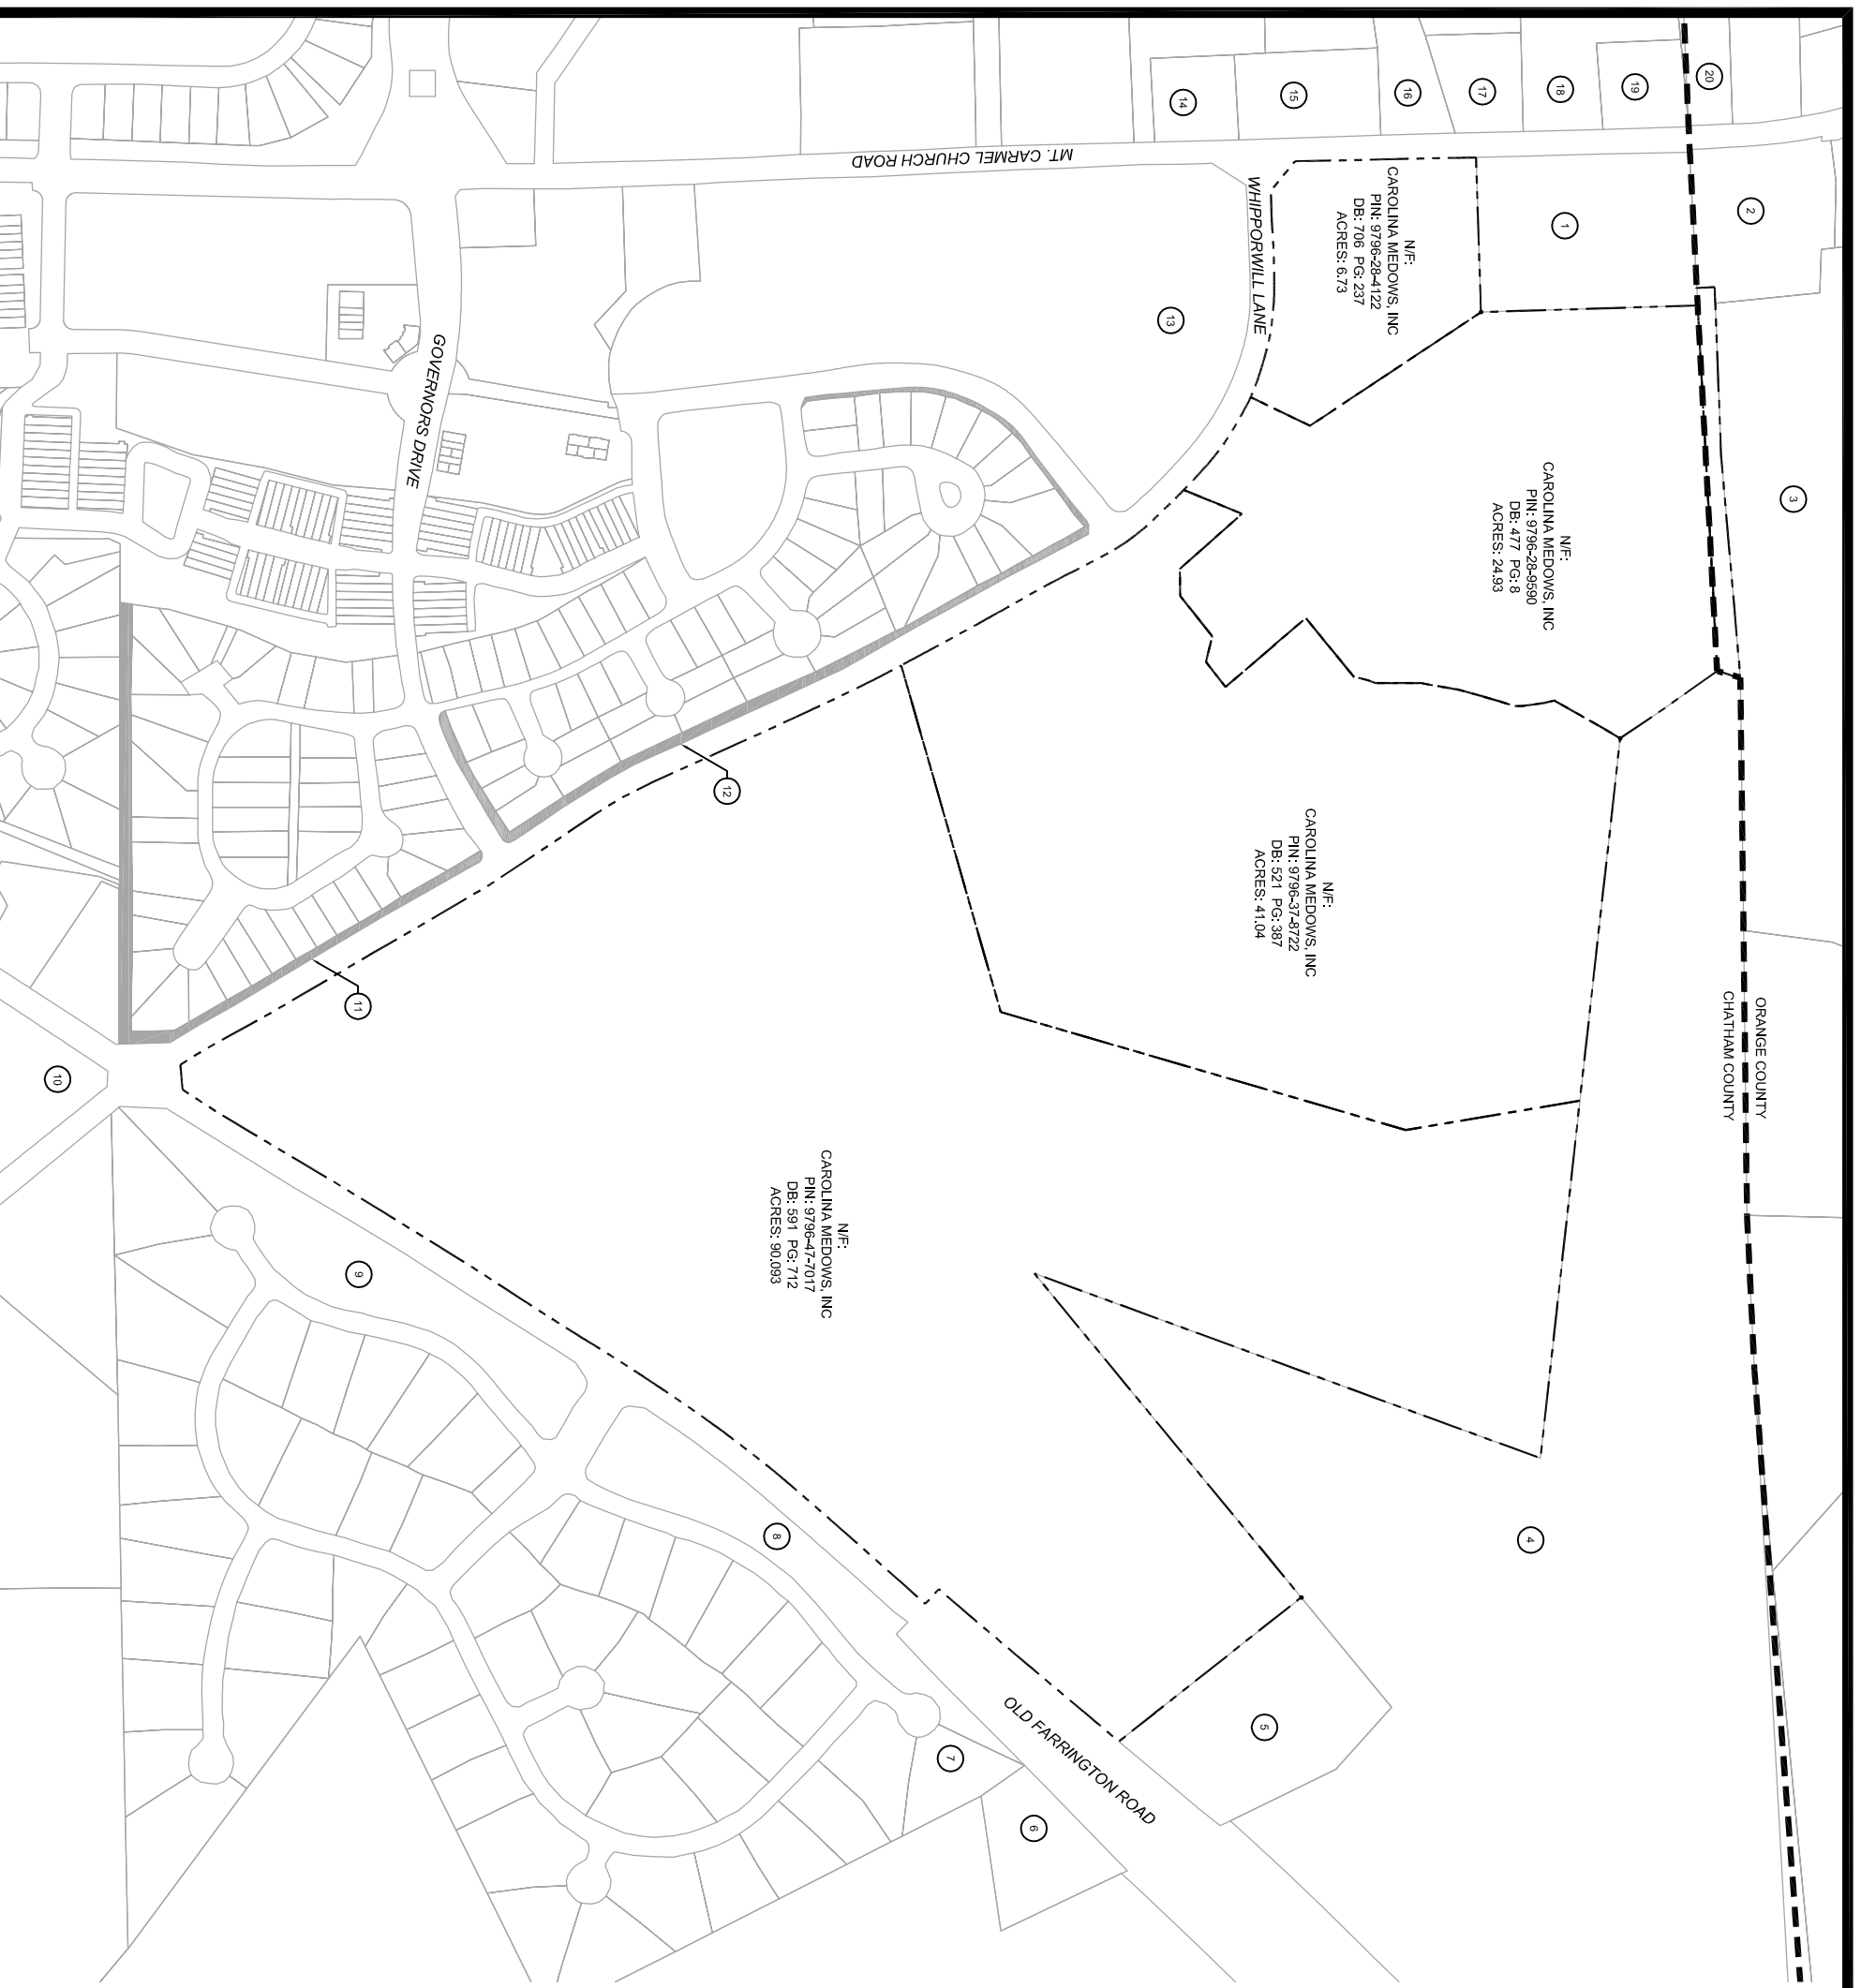 20
19
18
17
16
15
14
MT. CARMEL CHURCH ROAD
WHIPPORWILL LANE
N/F:
CAROLINA MEDOWS, INC
PIN: 9796-28-4122
DB: 706 PG: 237
ACRES: 6.73
1
2
3
13
GOVERNORS DRIVE
N/F:
CAROLINA MEDOWS, INC
PIN: 9796-28-9590
DB: 477 PG: 8
ACRES: 24.93
12
N/F:
CAROLINA MEDOWS, INC
PIN: 9796-37-8722
DB: 521 PG: 387
ACRES: 41.04
11
ORANGE COUNTY
CHATHAM COUNTY
10
N/F:
CAROLINA MEDOWS, INC
PIN: 9796-47-7017
DB: 591 PG: 712
ACRES: 90.093
9
8
4
5
OLD FARRINGTON ROAD
7
6